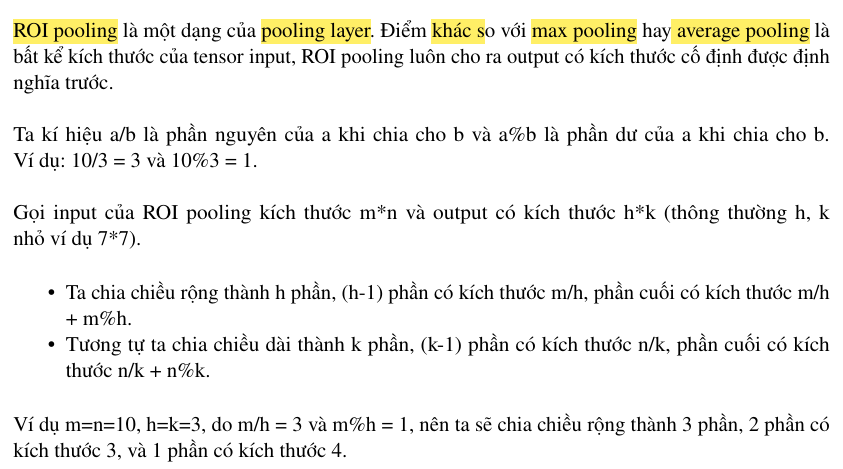 ROI pooling là một dạng của pooling layer. Điểm khác so với max pooling hay average pooling là
bất kể kích thước của tensor input, ROI pooling luôn cho ra output có kích thước cố định được định
nghĩa trước.
Ta kí hiệu a/b là phần nguyên của a khi chia cho b và a%b là phần dư của a khi chia cho b.
Ví dụ: 10/3 = 3 và 10%3 = 1.
Gọi input của ROI pooling kích thước m*n và output có kích thước h*k (thông thường h, k
nhỏ ví dụ 7*7).
• Ta chia chiều rộng thành h phần, (h-1) phần có kích thước m/h, phần cuối có kích thước m/h
+ m%h.
• Tương tự ta chia chiều dài thành k phần, (k-1) phần có kích thước n/k, phần cuối có kích
thước n/k + n%k.
Ví dụ m=n=10, h=k=3, do m/h = 3 và m%h = 1, nên ta sẽ chia chiều rộng thành 3 phần, 2 phần có
kích thước 3, và 1 phần có kích thước 4.